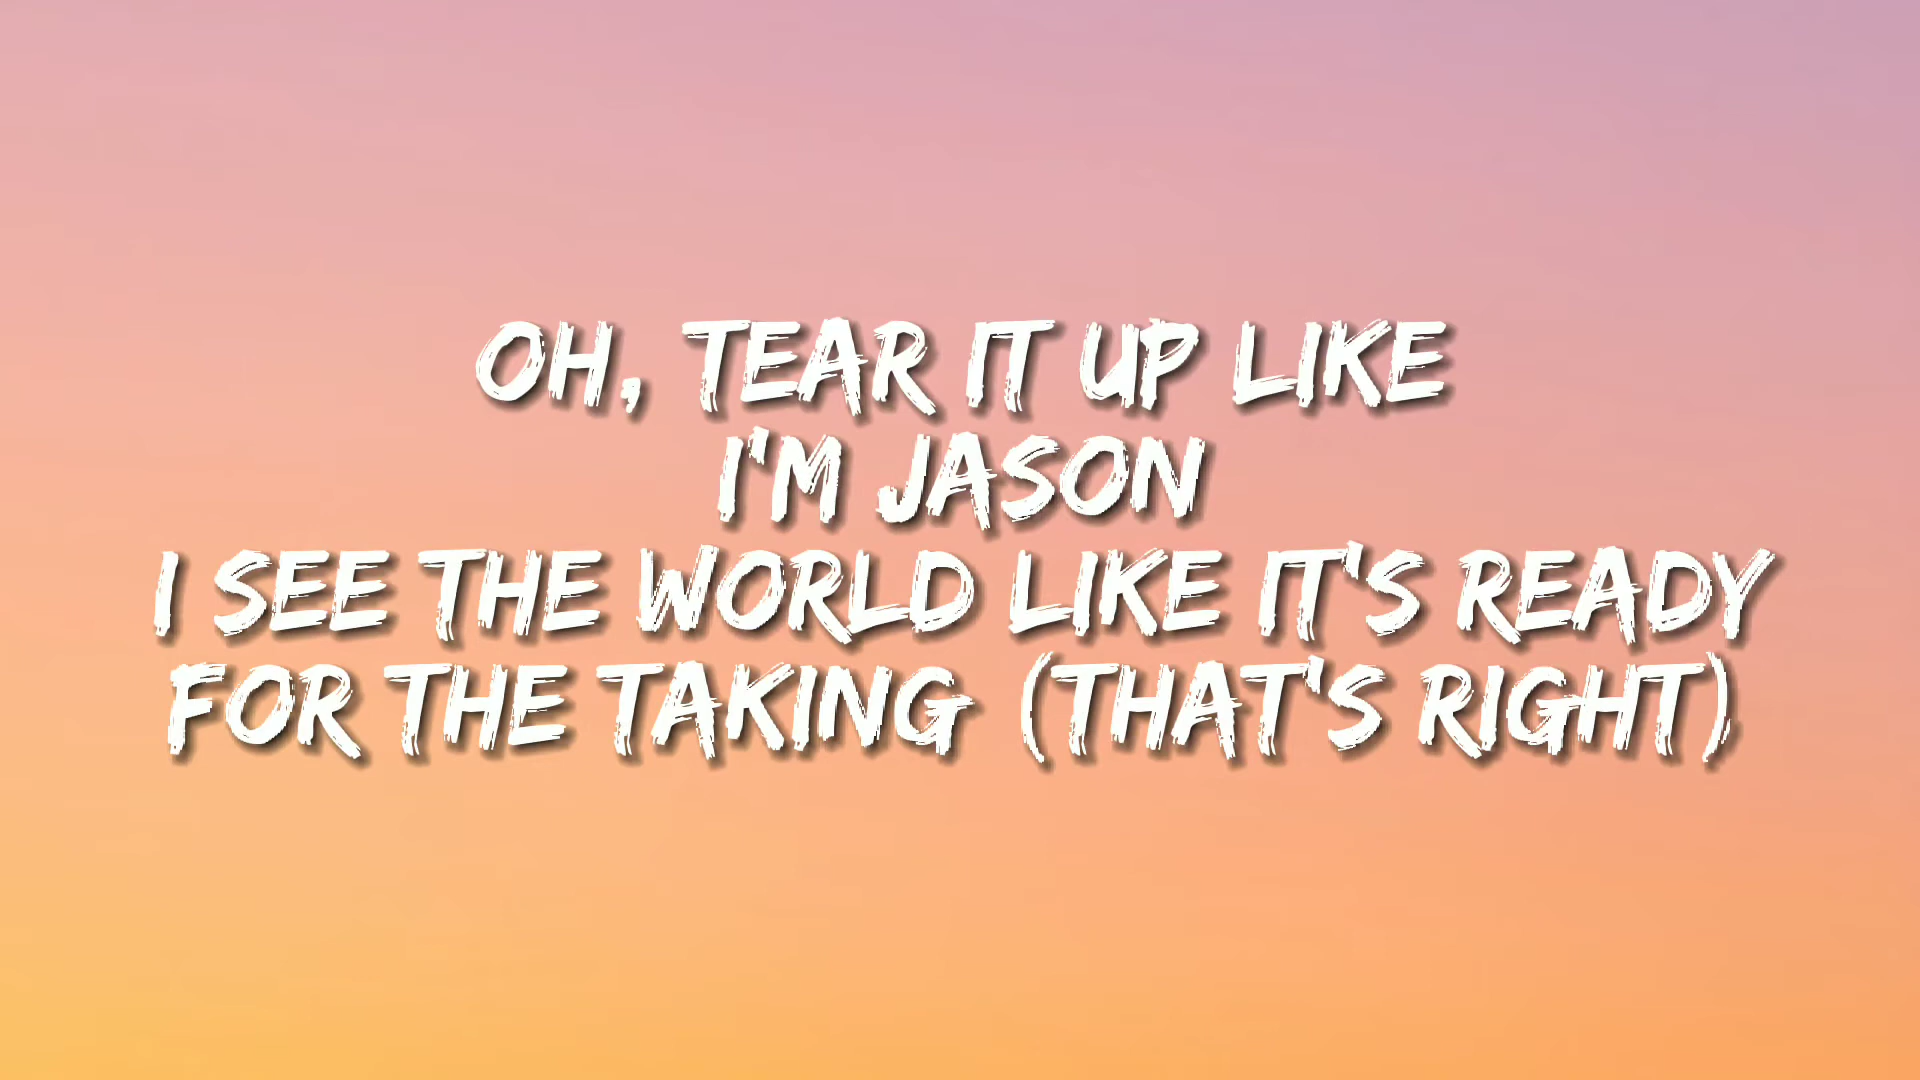 OH, TEAR IT UP LIKE
I'M JASON
I SEE THE WORLD LIKE IT'S READY
FOR THE TAKING (THAT'S RIGHT)